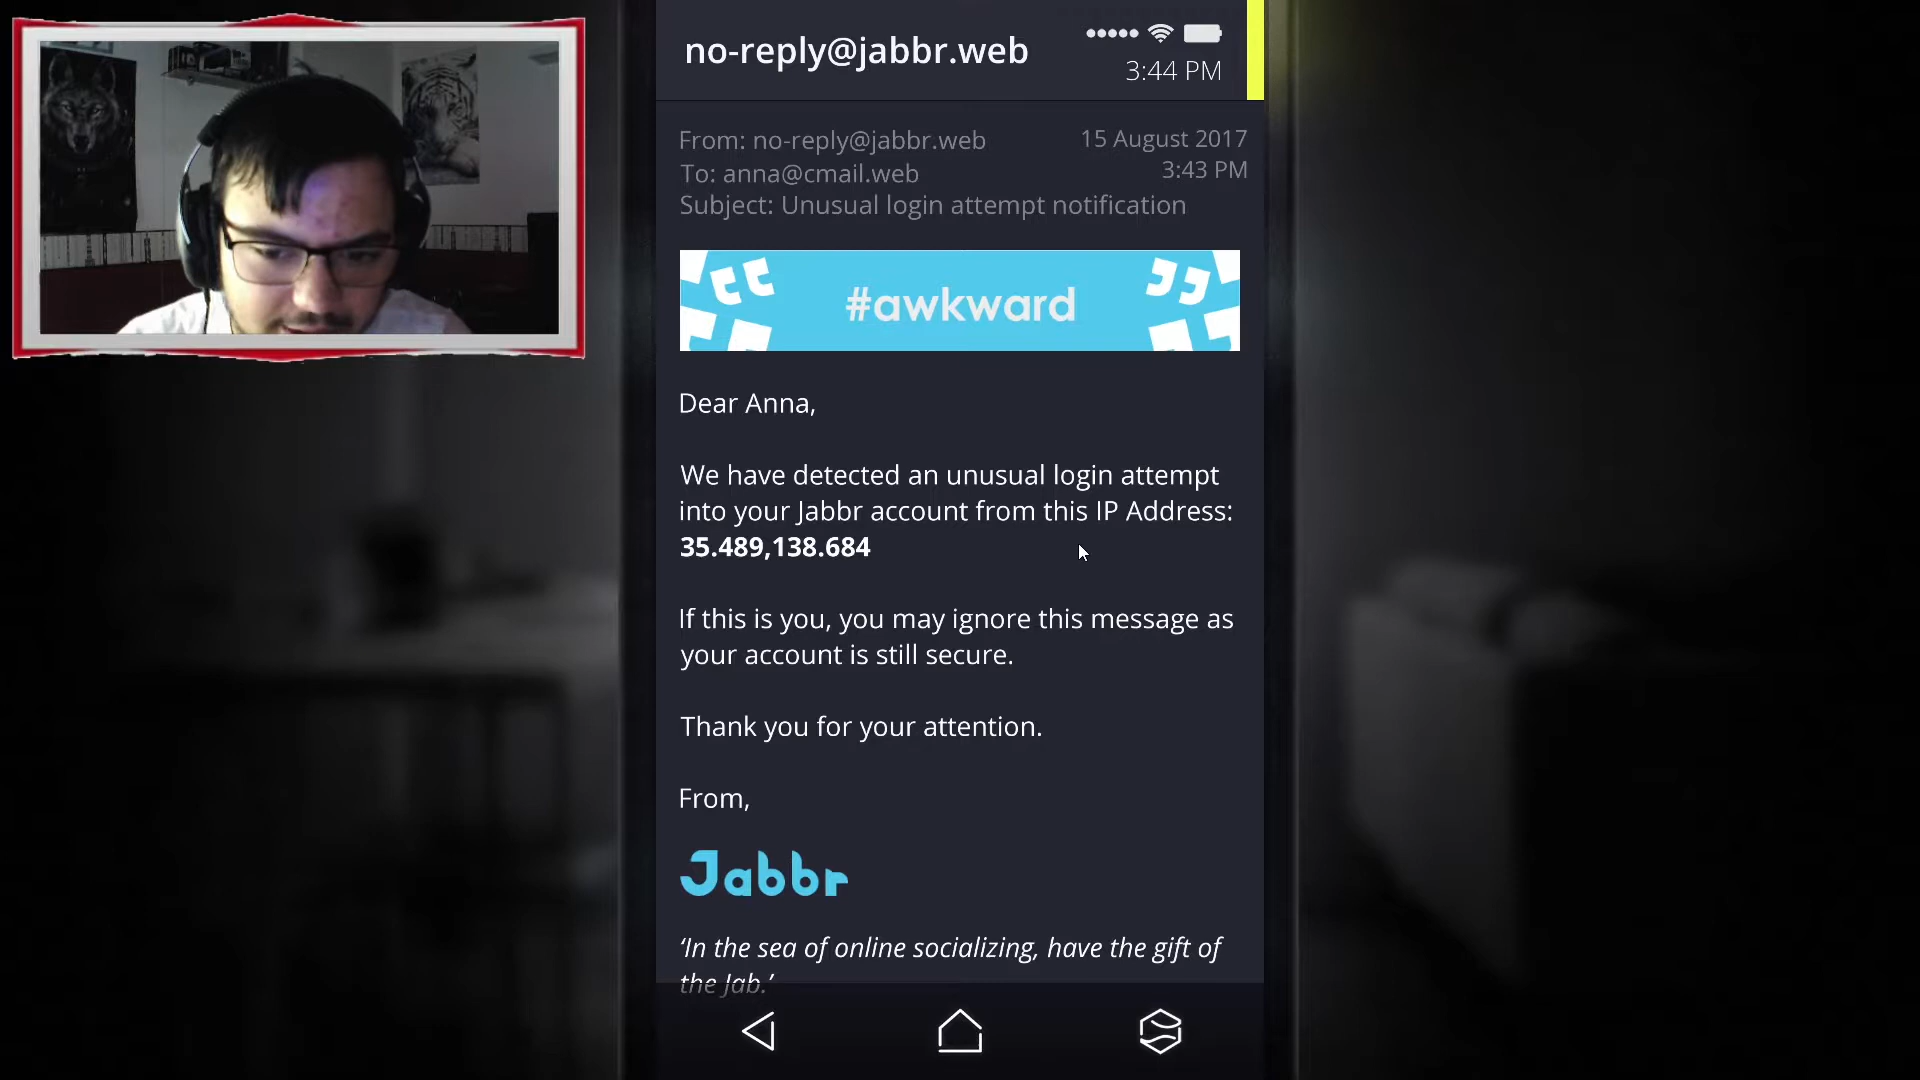 no-reply@jabbr.web
3:44 PM
From: no-reply@jabbr.web
15 August 2017
To: anna@cmail.web
3:43 PM
Subject: Unusual login attempt notification
#awkward
Dear Anna,
We have detected an unusual login attempt
into your Jabbr account from this IP Address:
35.489,138.684
If this is you, you may ignore this message as
your account is still secure.
Thank you for your attention.
From,
Jabbr
‘In the sea of online socializing, have the gift of
the Jab.’